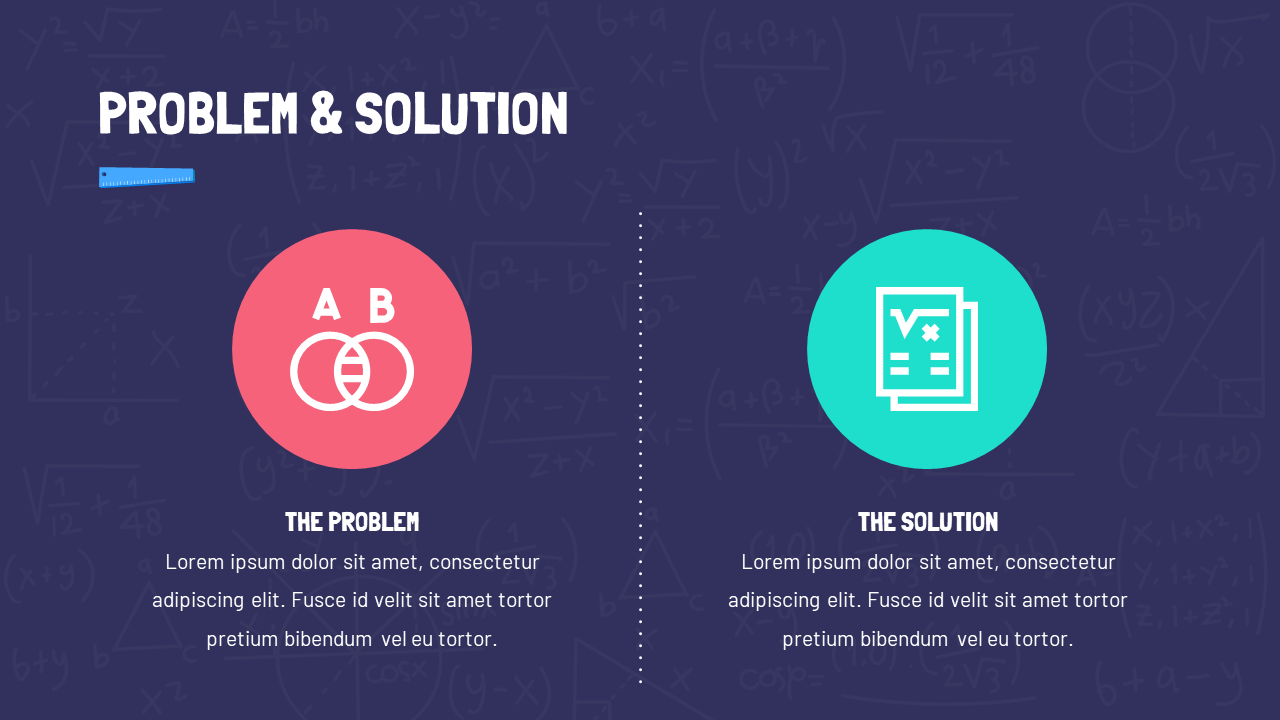 PROBLEM & SOLUTION
A B
THE PROBLEM
Lorem ipsum dolor sit amet, consectetur
adipiscing elit. Fusce id velit sit amet tortor
pretium bibendum vel eu tortor.
THE SOLUTION
Lorem ipsum dolor sit amet, consectetur
adipiscing elit. Fusce id velit sit amet tortor
pretium bibendum vel eu tortor.